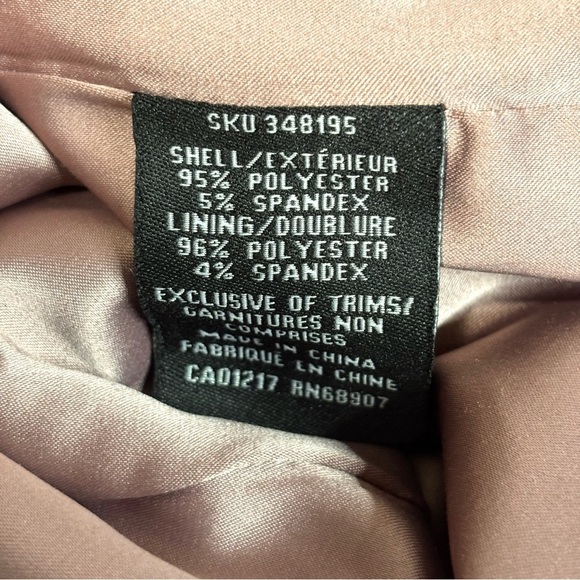 SKU 348195
SHELL/EXTÉRIEUR
95% POLYESTER
5% SPANDEX
LINING/DOUBLURE
96% POLYESTER
4% SPANDEX
EXCLUSIVE OF TRIMS/
GARNITURES NON
COMPRISES
MADE IN CHINA
FABRIQUÉ EN CHINE
CA01217 RN68907